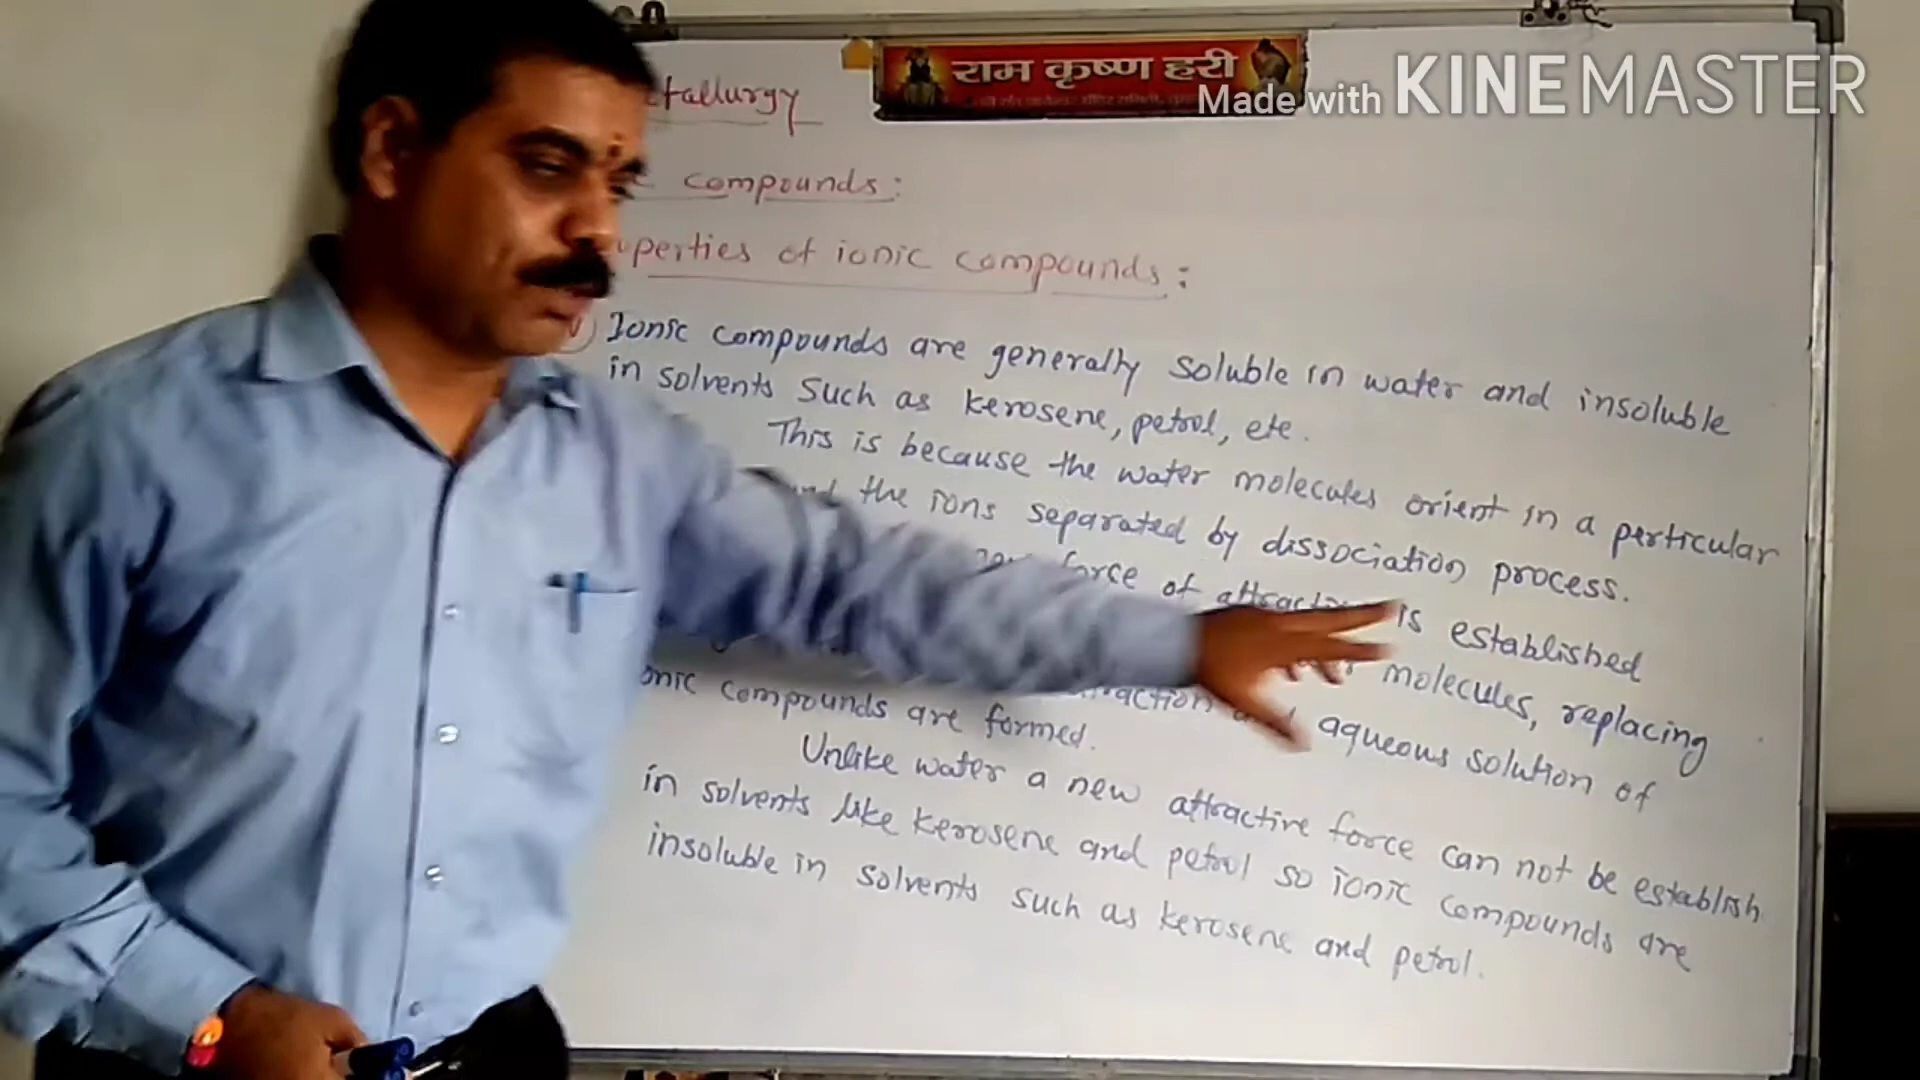 राम कृष्ण हरी
Made with KINEMASTER
tallurgy
compounds:
perties of ionic compounds:
Ionic compounds are generally soluble in water and insoluble
in solvents such as kerosene, petrol, etc.
This is because the water molecules orient in a perticular
the ions separated by dissociation process.
force of attraction is established
molecules, replacing
aqueous solution of
onic compounds are formed.
Unlike water a new attractive force can not be establish
in solvents like kerosene and petrol so ionic compounds are
insoluble in solvents such as kerosene and petrol.